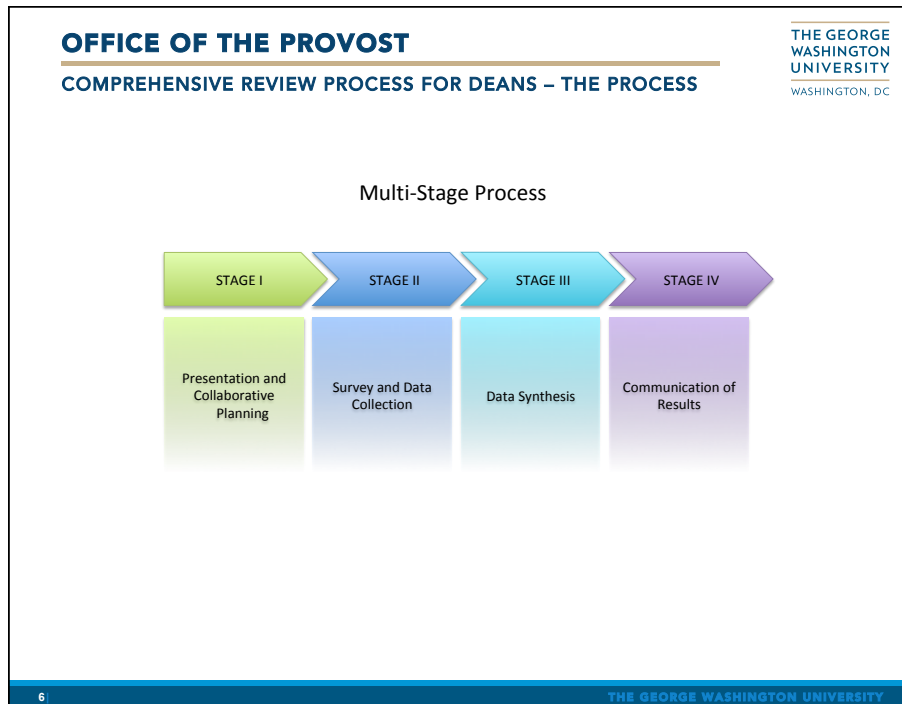 OFFICE OF THE PROVOST
COMPREHENSIVE REVIEW PROCESS FOR DEANS – THE PROCESS
THE GEORGE
WASHINGTON
UNIVERSITY
WASHINGTON, DC
Multi-Stage Process
STAGE I
STAGE II
STAGE III
STAGE IV
Presentation and
Collaborative
Planning
Survey and Data
Collection
Data Synthesis
Communication of
Results
6|
THE GEORGE WASHINGTON UNIVERSITY